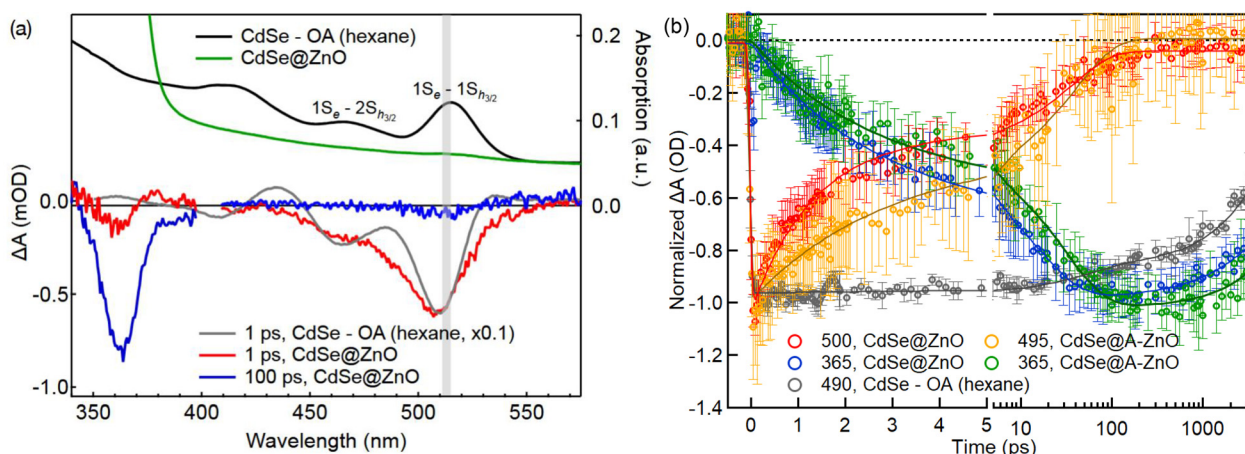 (a)
CdSe - OA (hexane)
CdSe@ZnO
1Se - 2Sh3/2
1Se - 1Sh3/2
0.2
0.1
0.0
Absorption (a.u.)
0.0
-0.5
-1.0
ΔA (mOD)
1 ps, CdSe - OA (hexane, x0.1)
1 ps, CdSe@ZnO
100 ps, CdSe@ZnO
350 400 450 500 550
Wavelength (nm)
(b)
0.0
-0.2
-0.4
-0.6
-0.8
-1.0
-1.2
-1.4
Normalized ΔA (OD)
500, CdSe@ZnO
495, CdSe@A-ZnO
365, CdSe@ZnO
365, CdSe@A-ZnO
490, CdSe - OA (hexane)
0 1 2 3 4 5 10 100 1000
Time (ps)